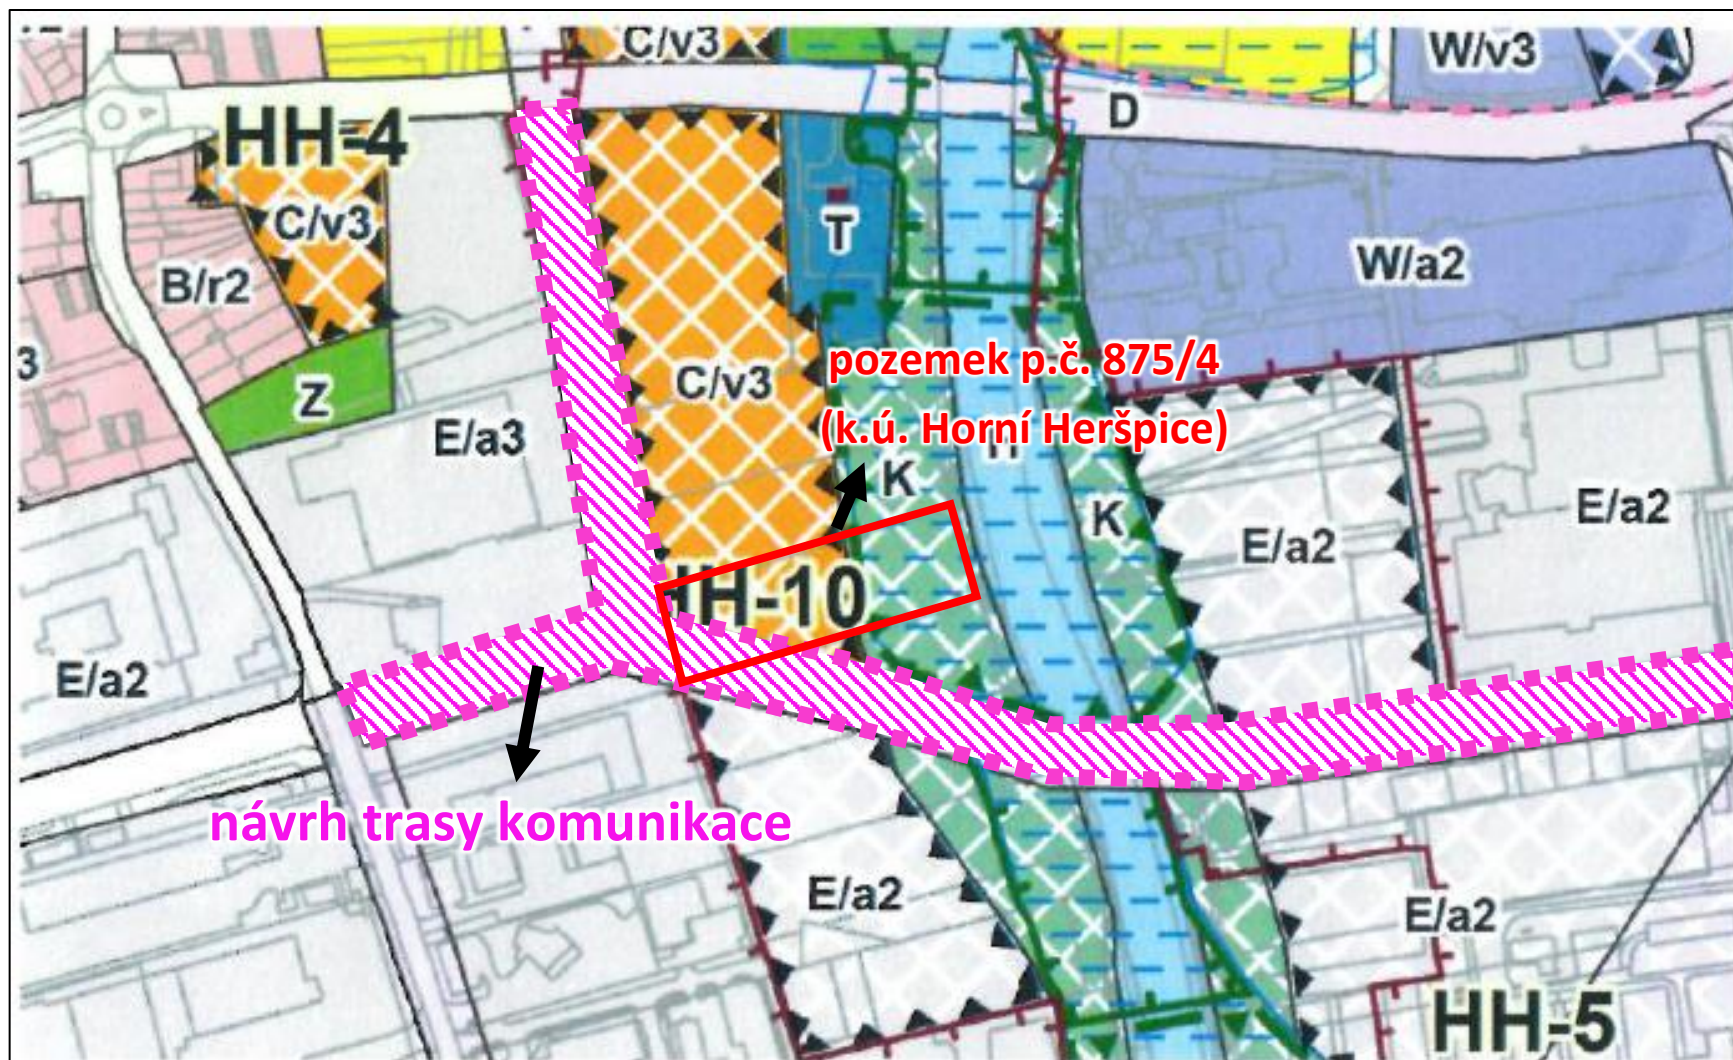 C/v3
W/v3
D
HH-4
C/v3
T
B/r2
W/a2
3
Z
C/v3
pozemek p.č. 875/4
(k.ú. Horní Heršpice)
E/a3
K
K
E/a2
E/a2
HH-10
E/a2
návrh trasy komunikace
E/a2
E/a2
HH-5